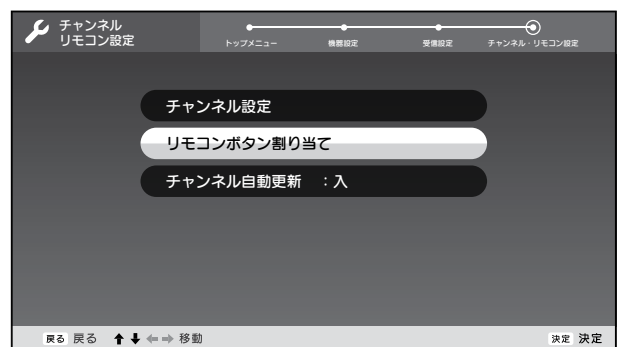 チャンネル
リモコン設定
トップメニュー 機器設定 受信設定 チャンネル・リモコン設定
チャンネル設定
リモコンボタン割り当て
チャンネル自動更新 :入
戻る 戻る ↑ ↓ ← → 移動 決定 決定